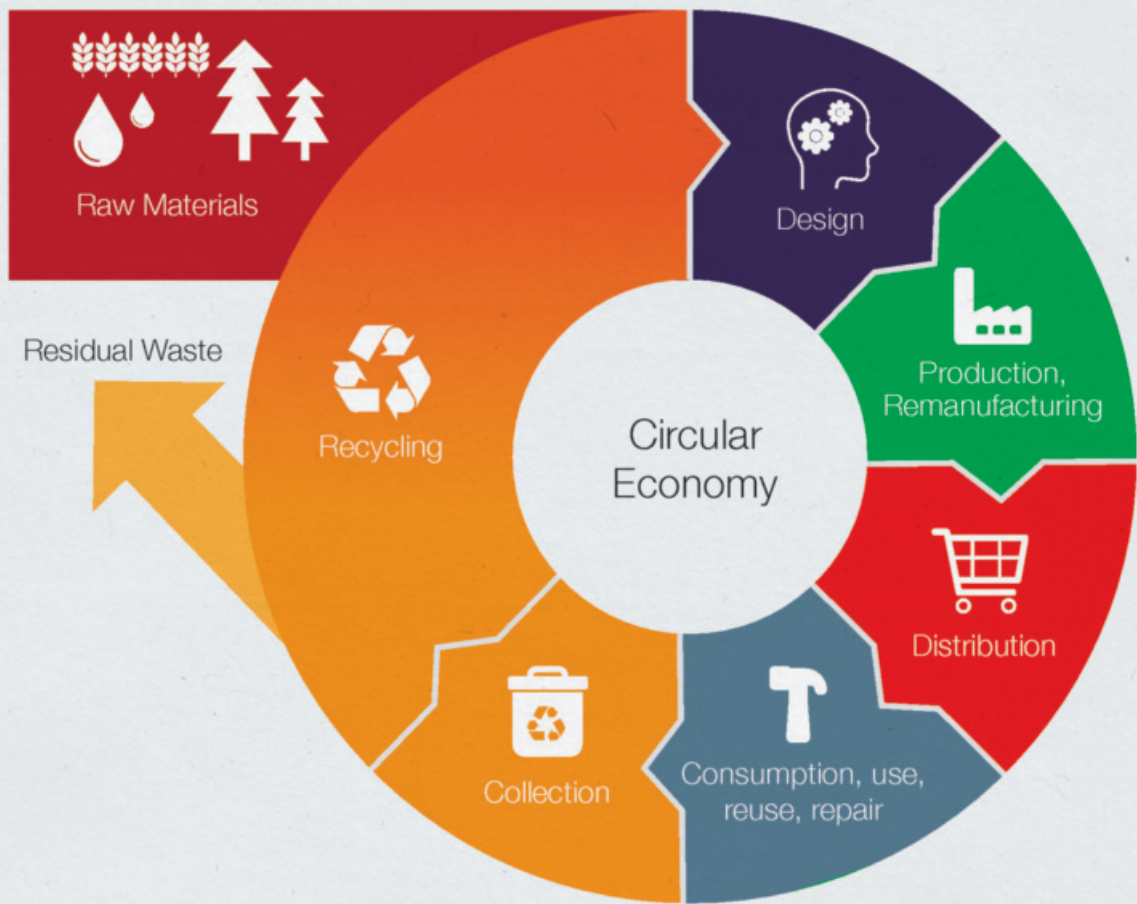 Raw Materials
Design
Production,
Remanufacturing
Residual Waste
Recycling
Circular
Economy
Distribution
Consumption, use,
reuse, repair
Collection